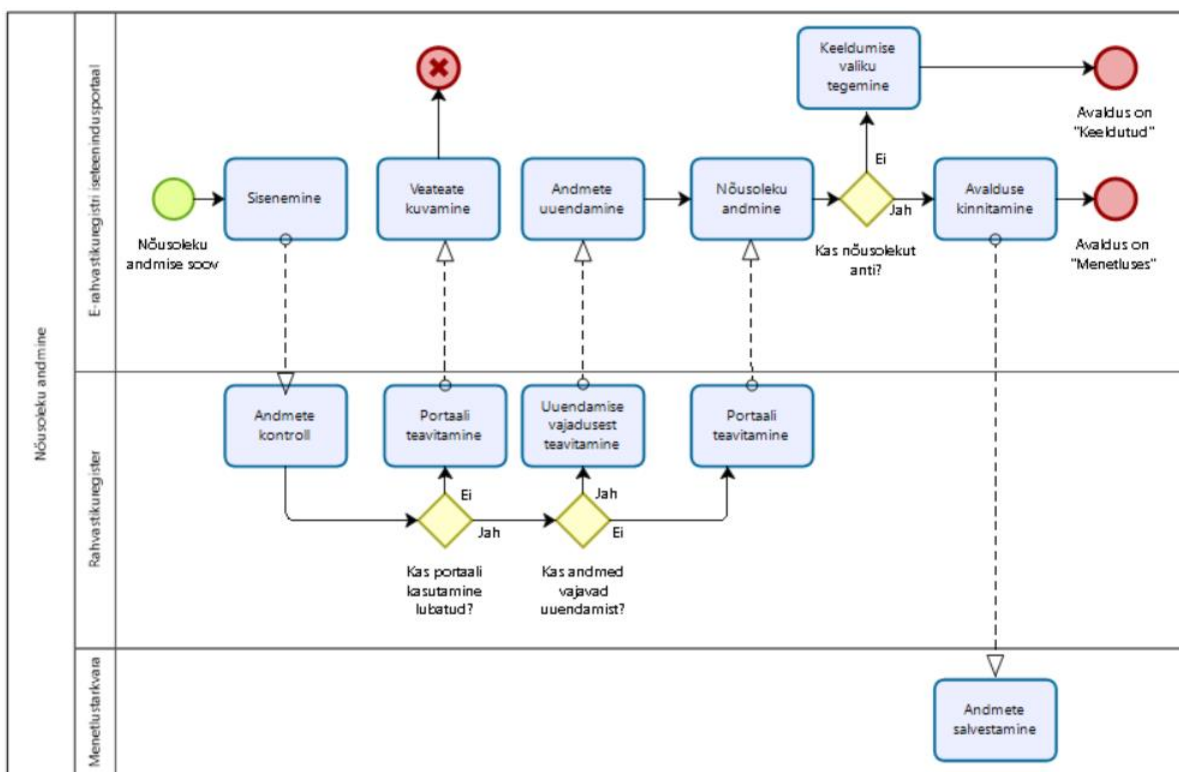 Nõusoleku andmine
E-rahvastikuregistri iseteenindusportaal
Nõusoleku
andmise soov
Sisenemine
Veateate
kuvamine
Andmete
uuendamine
Nõusoleku
andmine
Kas nõusolekut
anti?
Ei
Jah
Keeldumise
valiku
tegemine
Avaldus on
"Keeldutud"
Avalduse
kinnitamine
Avaldus on
"Menetluses"
Rahvastikuregister
Andmete
kontroll
Portaali
teavitamine
Uuendamise
vajadusest
teavitamine
Portaali
teavitamine
Ei
Jah
Kas portaali
kasutamine
lubatud?
Jah
Ei
Kas andmed
vajavad
uuendamist?
Menetlustarkvara
Andmete
salvestamine